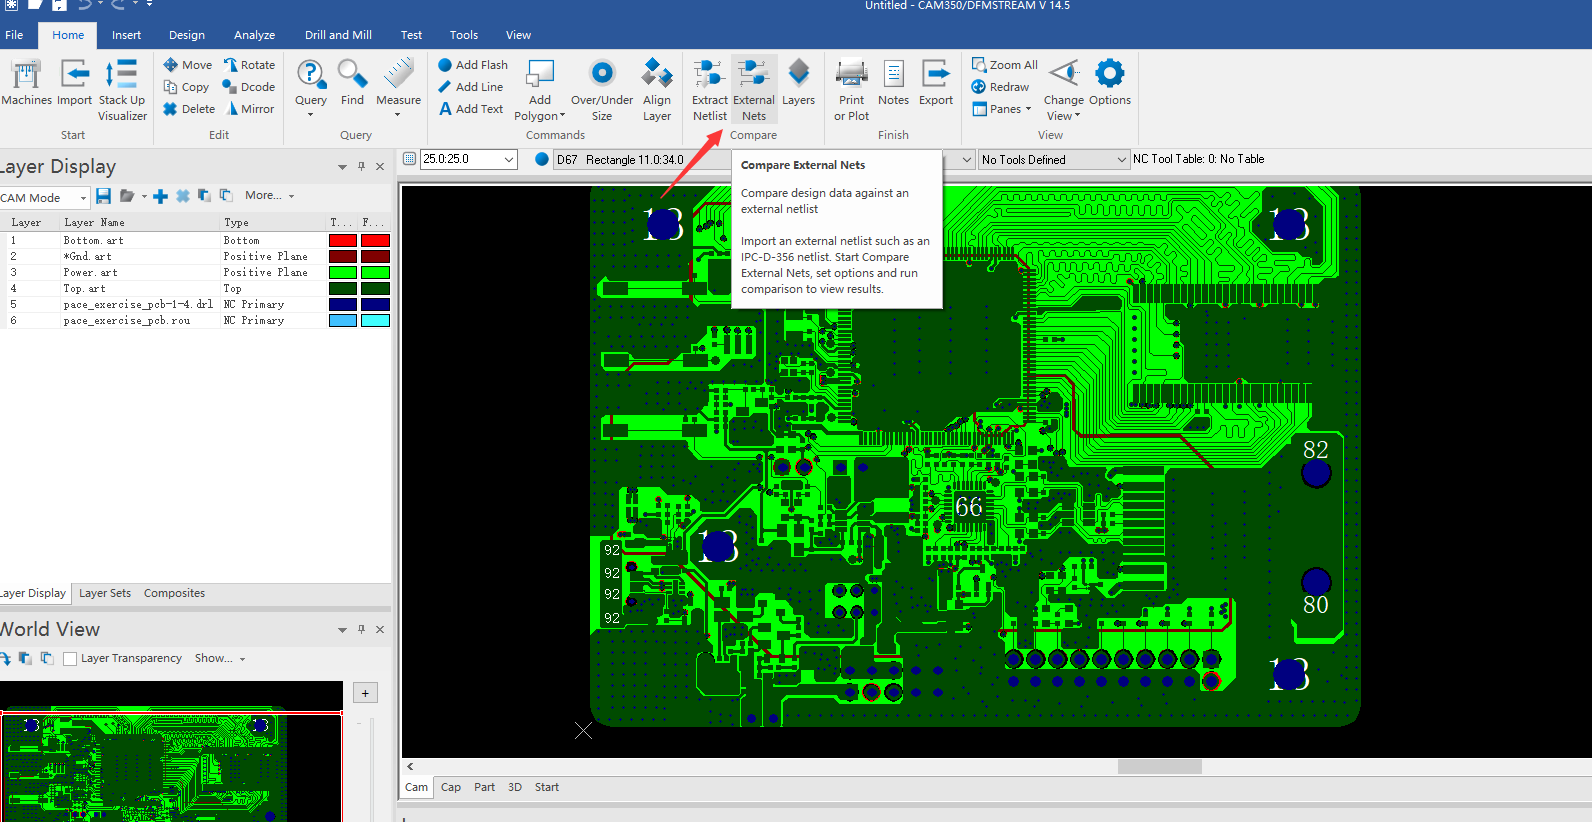 Untitled - CAM350/DFMSTREAM V 14.5
File Home Insert Design Analyze Drill and Mill Test Tools View
Machines Import Stack Up Visualizer
Start
Move Rotate
Copy Dcode
Delete Mirror
Edit
Query Find Measure
Query
Add Flash
Add Line
Add Text
Add Polygon
Over/Under Size
Align Layer
Commands
Extract Netlist
External Nets
Layers
Compare
Print or Plot
Notes
Export
Finish
Zoom All
Redraw
Panes
Change View
Options
View
Layer Display
25.0:25.0
D67 Rectangle 11.0:34.0
No Tools Defined
NC Tool Table: 0: No Table
Compare External Nets
Compare design data against an
external netlist
Import an external netlist such as an
IPC-D-356 netlist. Start Compare
External Nets, set options and run
comparison to view results.
CAM Mode
More...
Layer Layer Name Type T... F...
1 Bottom.art Bottom
2 *Gnd.art Positive Plane
3 Power.art Positive Plane
4 Top.art Top
5 pace_exercise_pcb-1-4.drl NC Primary
6 pace_exercise_pcb.rou NC Primary
13
13
82
66
13
92
92
92
92
80
13
Layer Display Layer Sets Composites
World View
Layer Transparency Show...
+
13
13
Cam Cap Part 3D Start